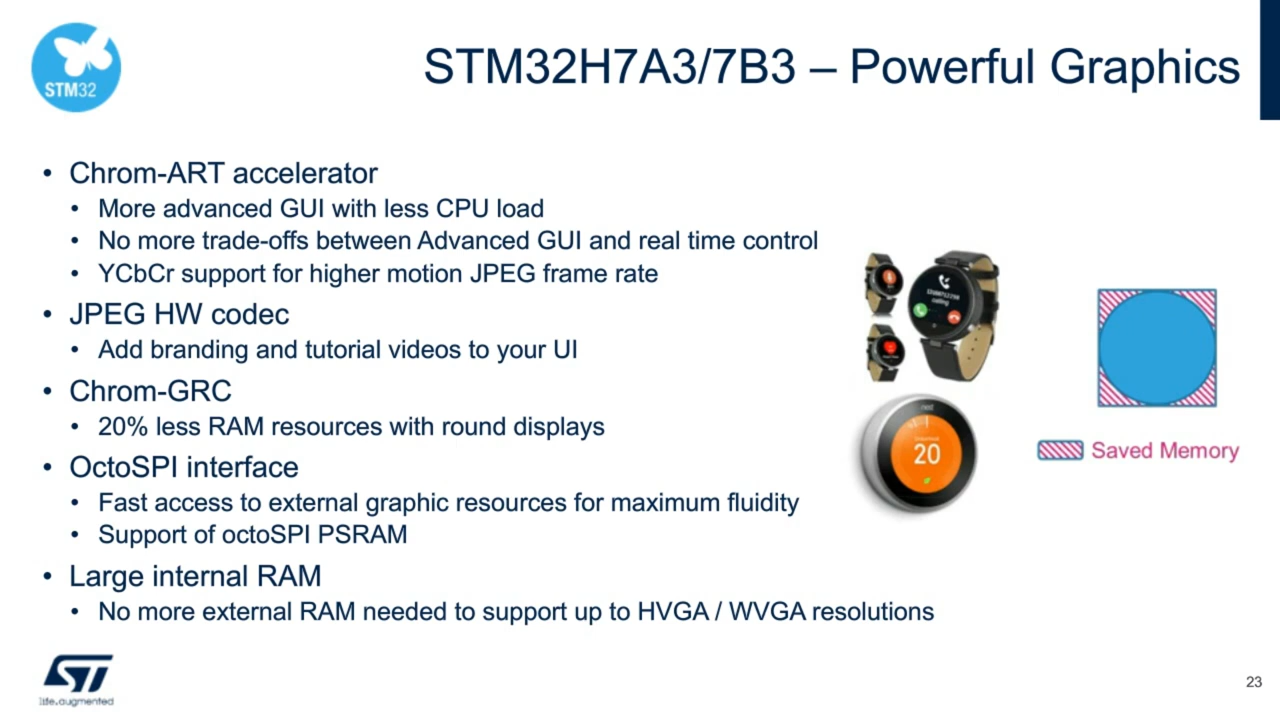 STM32
STM32H7A3/7B3 – Powerful Graphics
• Chrom-ART accelerator
• More advanced GUI with less CPU load
• No more trade-offs between Advanced GUI and real time control
• YCbCr support for higher motion JPEG frame rate
• JPEG HW codec
• Add branding and tutorial videos to your UI
• Chrom-GRC
• 20% less RAM resources with round displays
• OctoSPI interface
• Fast access to external graphic resources for maximum fluidity
• Support of octoSPI PSRAM
• Large internal RAM
• No more external RAM needed to support up to HVGA / WVGA resolutions
calling
nest
20
Saved Memory
ST
life.augmented
23